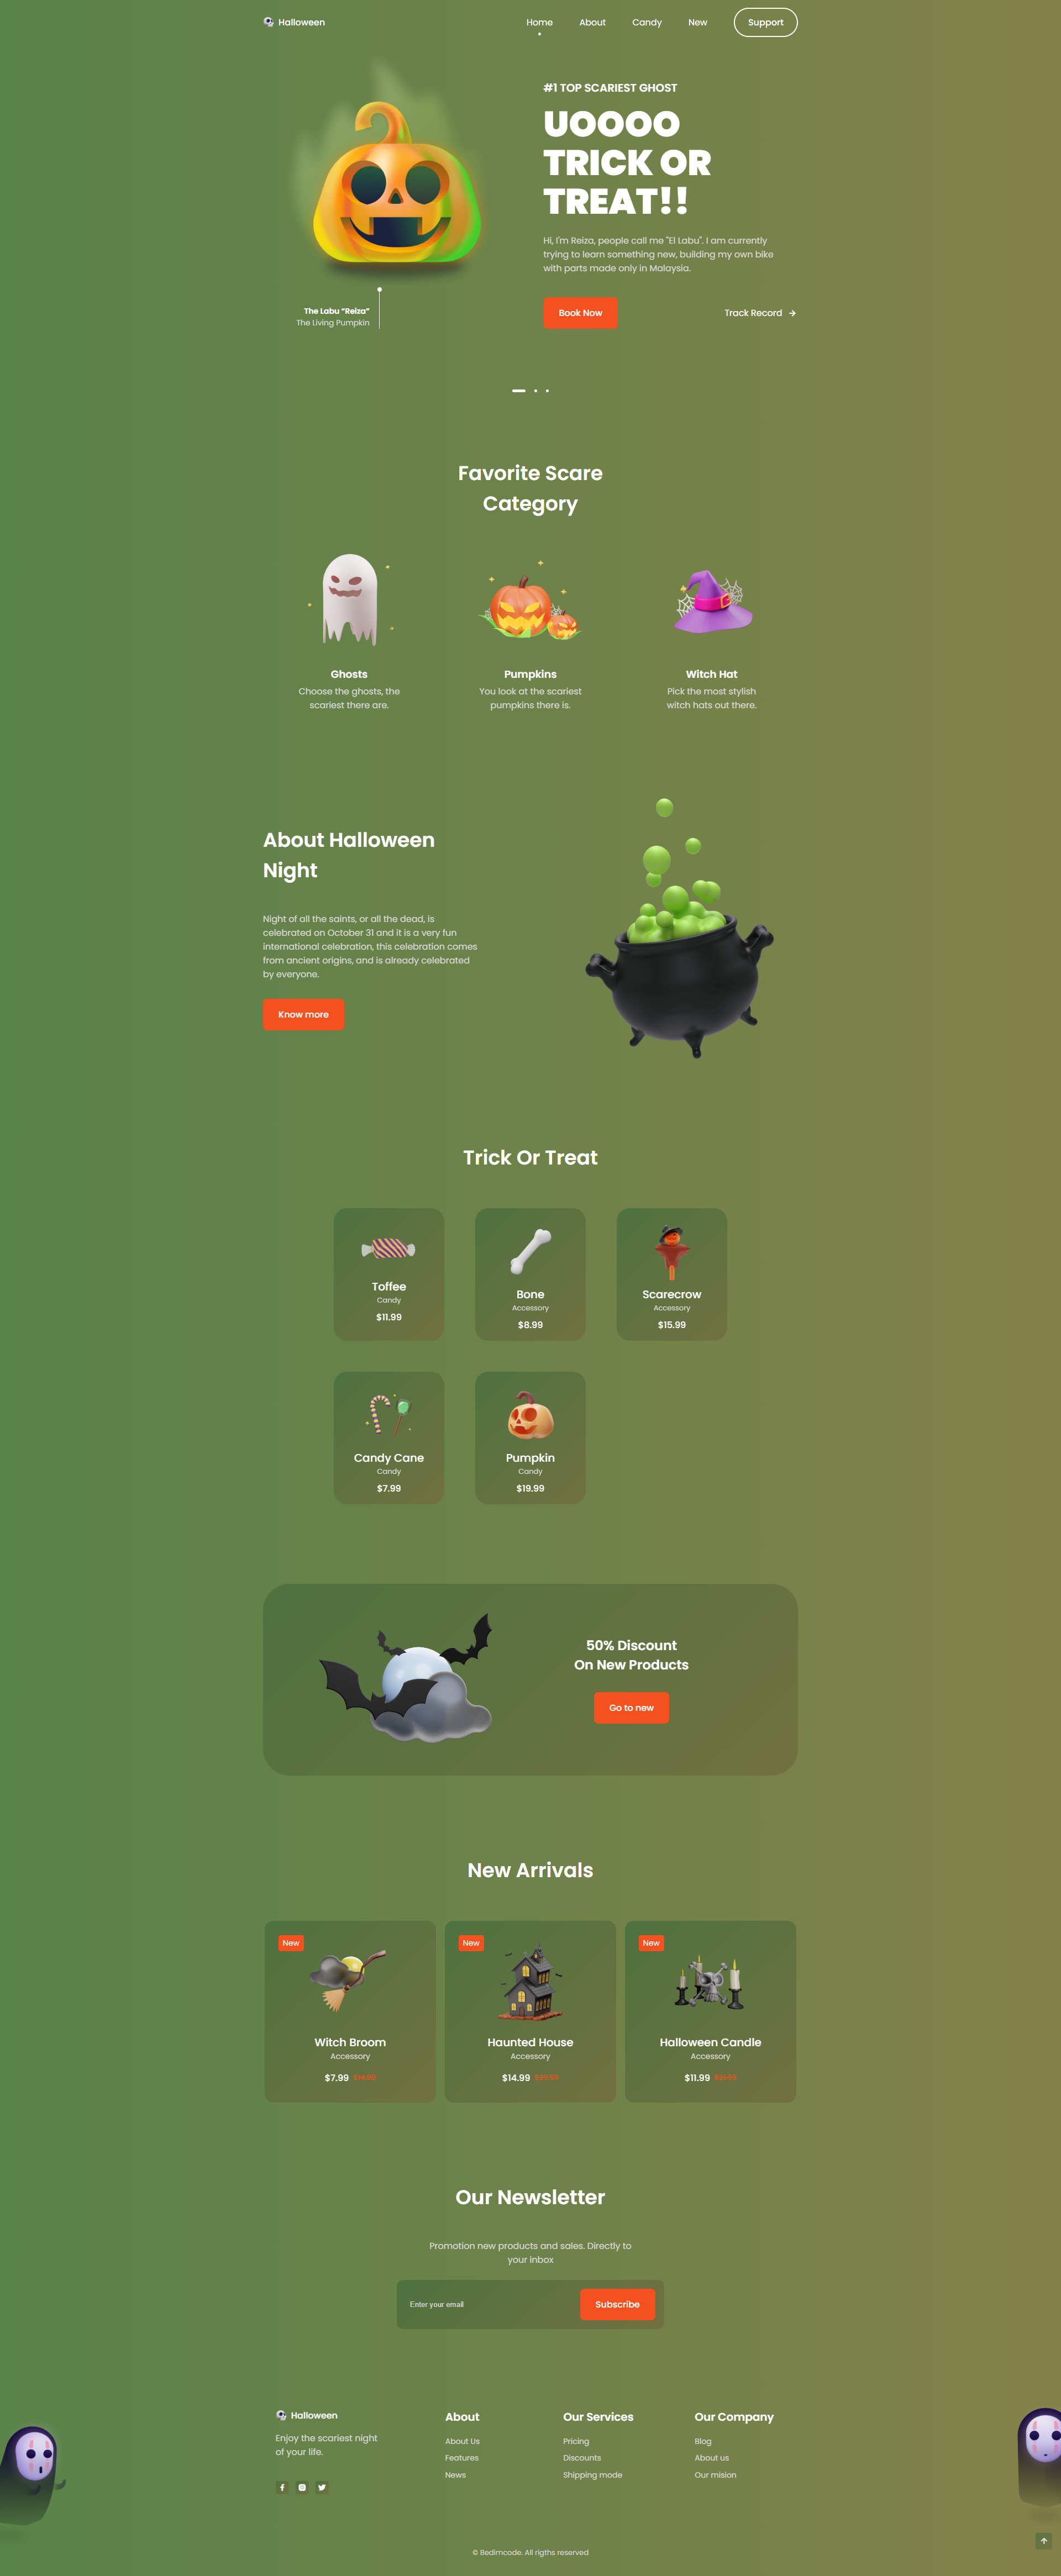 Halloween
Home
About
Candy
New
Support
#1 TOP SCARIEST GHOST
UOOOO
TRICK OR
TREAT!!
Hi, I'm Reiza, people call me "El Labu". I am currently
trying to learn something new, building my own bike
with parts made only in Malaysia.
The Labu “Reiza”
The Living Pumpkin
Book Now
Track Record
Favorite Scare
Category
Ghosts
Choose the ghosts, the
scariest there are.
Pumpkins
You look at the scariest
pumpkins there is.
Witch Hat
Pick the most stylish
witch hats out there.
About Halloween
Night
Night of all the saints, or all the dead, is
celebrated on October 31 and it is a very fun
international celebration, this celebration comes
from ancient origins, and is already celebrated
by everyone.
Know more
Trick Or Treat
Toffee
Candy
$11.99
Bone
Accessory
$8.99
Scarecrow
Accessory
$15.99
Candy Cane
Candy
$7.99
Pumpkin
Candy
$19.99
50% Discount
On New Products
Go to new
New Arrivals
New
Witch Broom
Accessory
$7.99
New
Haunted House
Accessory
$14.99
New
Halloween Candle
Accessory
$11.99
Our Newsletter
Promotion new products and sales. Directly to
your inbox
Enter your email
Subscribe
Halloween
Enjoy the scariest night
of your life.
About
About Us
Features
News
Our Services
Pricing
Discounts
Shipping mode
Our Company
Blog
About us
Our mision
© Bedimcode. All rigths reserved